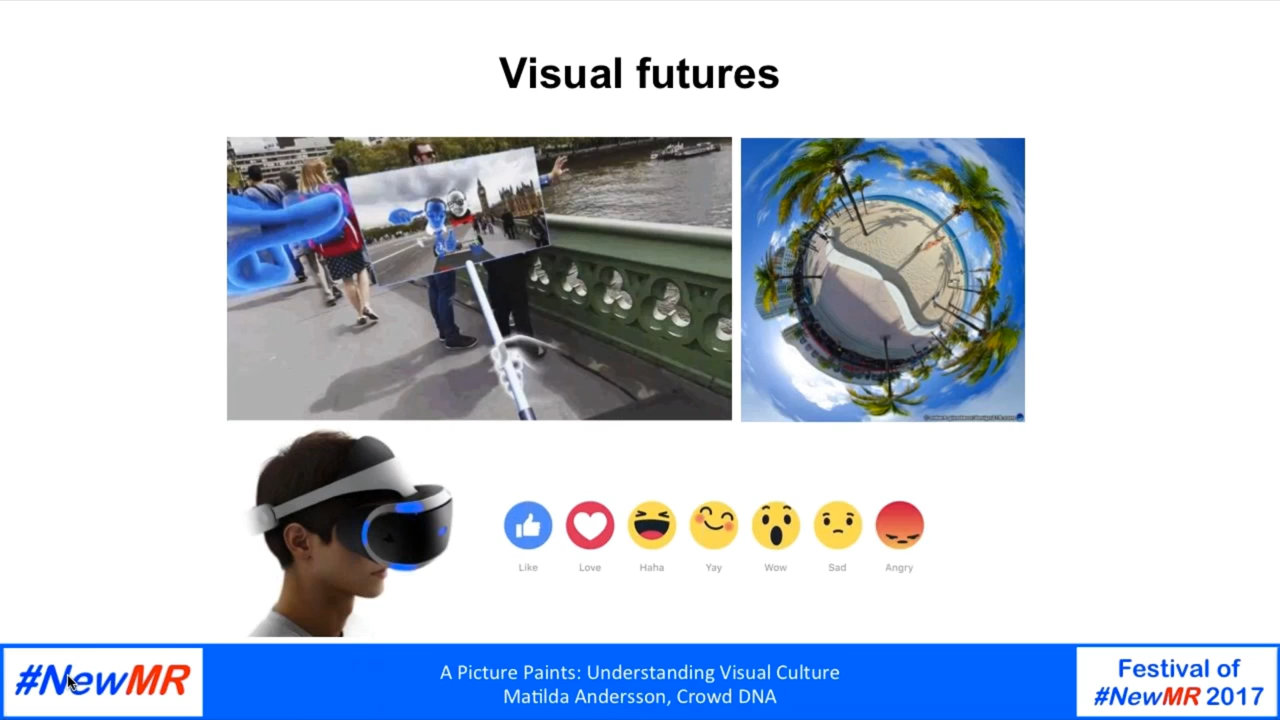 Visual futures
Like Love Haha Yay Wow Sad Angry
#NewMR
A Picture Paints: Understanding Visual Culture
Matilda Andersson, Crowd DNA
Festival of
#NewMR 2017